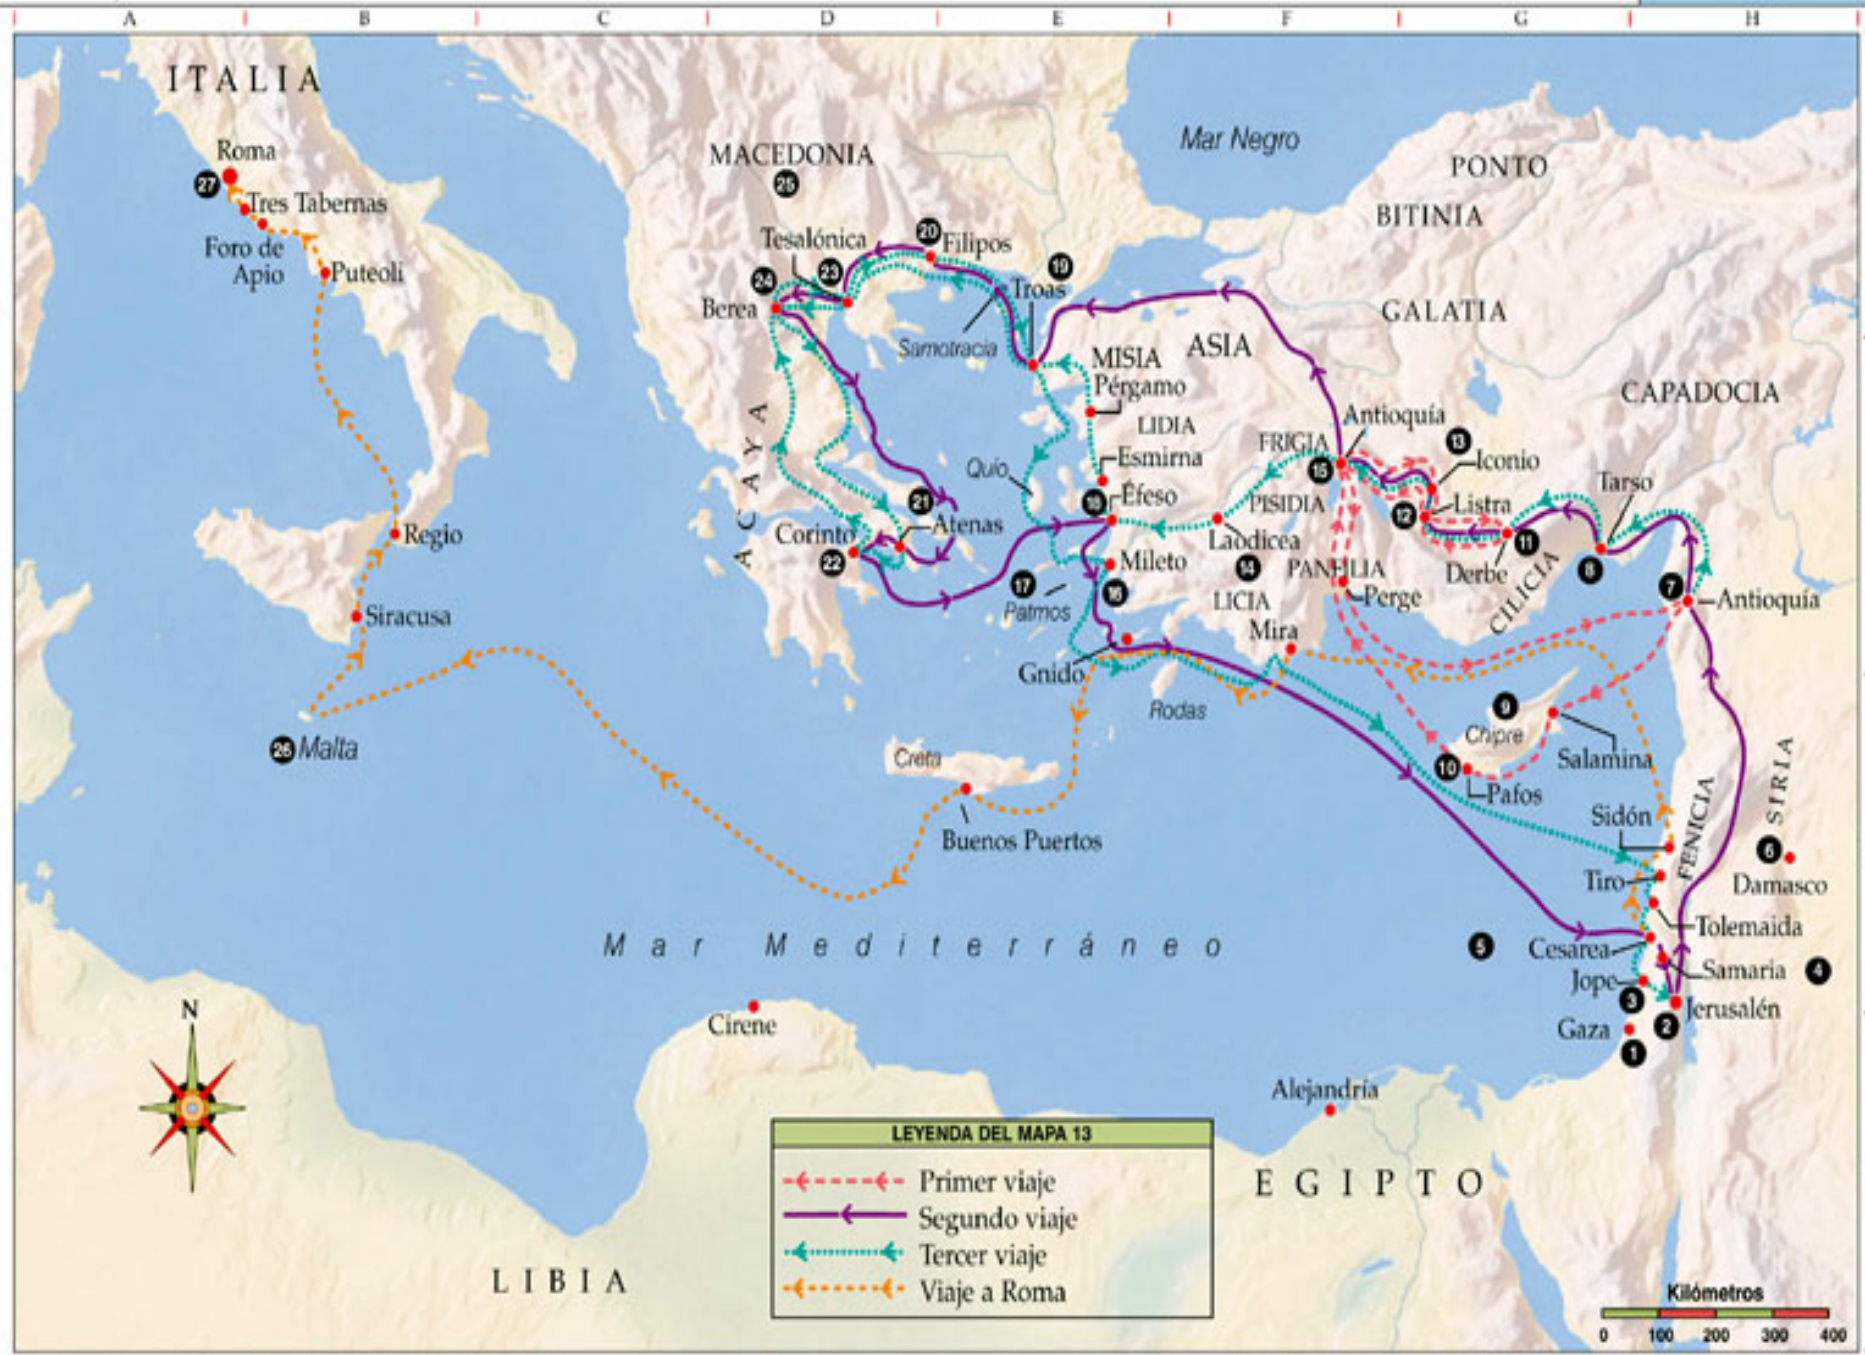 A B C D E F G H
ITALIA
Roma
27
Tres Tabernas
Foro de
Apio
Puteoli
Regio
Siracusa
26 Malta
MACEDONIA
25
Tesalónica
20
Filipos
23
24
Berea
19
Troas
Samotracia
Mar Negro
PONTO
BITINIA
GALATIA
ASIA
MISIA
Pérgamo
LIDIA
CAPADOCIA
ACAYA
Quío
Esmirna
Éfeso
18
21
Atenas
Corinto
22
Mileto
17
Patmos
16
Gnido
Rodas
Antioquía
FRIGIA
15
13
Iconio
PISIDIA
12
Listra
Tarso
Laodicea
14
PANFILIA
Perge
LICIA
Mira
Derbe
11
CILICIA
8
7
Antioquía
9
Chipre
Salamina
10
Pafos
Creta
Buenos Puertos
Sidón
FENICIA
SIRIA
6
Damasco
Tiro
Tolemaida
5
Cesarea
Samaria
4
Jope
3
Jerusalén
2
Gaza
1
Mar Mediterráneo
Cirene
N
Alejandría
EGIPTO
LIBIA
LEYENDA DEL MAPA 13
Primer viaje
Segundo viaje
Tercer viaje
Viaje a Roma
Kilómetros
0 100 200 300 400